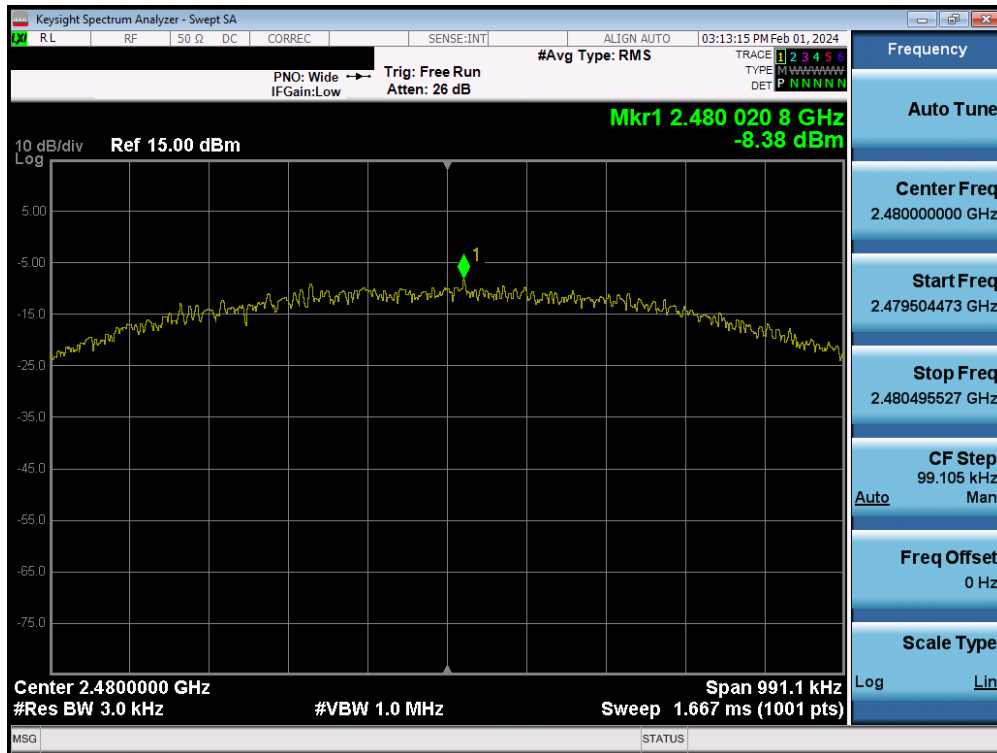 Keysight Spectrum Analyzer - Swept SA
LXI RL RF 50 Ω DC CORREC SENSE:INT ALIGN AUTO 03:13:15 PM Feb 01, 2024
#Avg Type: RMS TRACE 1 2 3 4 5 6
PNO: Wide Trig: Free Run TYPE M WWWWW
IFGain:Low Atten: 26 dB DET P N N N N N
Mkr1 2.480 020 8 GHz
-8.38 dBm
10 dB/div Ref 15.00 dBm
Log
5.00
1
-5.00
-15.0
-25.0
-35.0
-45.0
-55.0
-65.0
-75.0
Center 2.4800000 GHz Span 991.1 kHz
#Res BW 3.0 kHz #VBW 1.0 MHz Sweep 1.667 ms (1001 pts)
MSG STATUS
Frequency
Auto Tune
Center Freq
2.480000000 GHz
Start Freq
2.479504473 GHz
Stop Freq
2.480495527 GHz
CF Step
99.105 kHz
Auto Man
Freq Offset
0 Hz
Scale Type
Log Lin